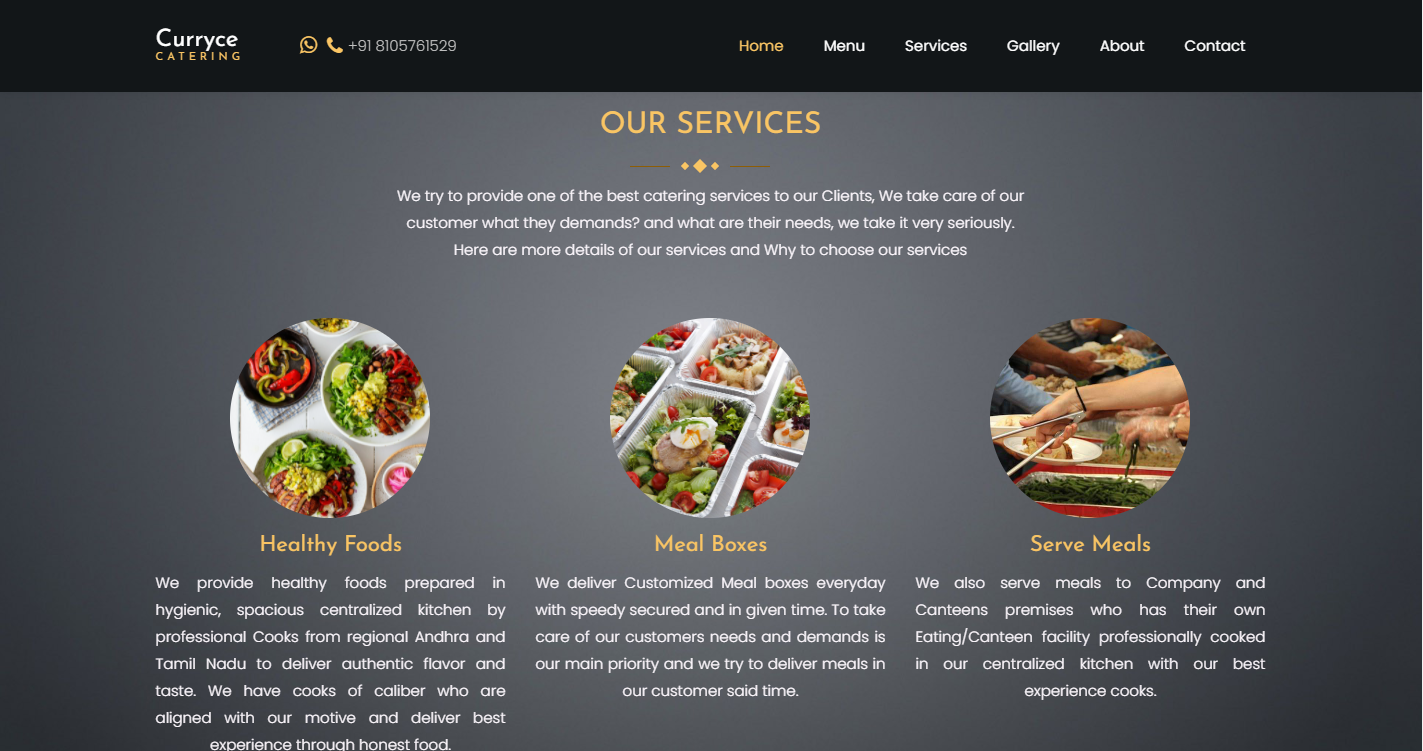 Curryce
CATERING
+91 8105761529
Home Menu Services Gallery About Contact
OUR SERVICES
We try to provide one of the best catering services to our Clients, We take care of our
customer what they demands? and what are their needs, we take it very seriously.
Here are more details of our services and Why to choose our services
Healthy Foods
We provide healthy foods prepared in
hygienic, spacious centralized kitchen by
professional Cooks from regional Andhra and
Tamil Nadu to deliver authentic flavor and
taste. We have cooks of caliber who are
aligned with our motive and deliver best
experience through honest food.
Meal Boxes
We deliver Customized Meal boxes everyday
with speedy secured and in given time. To take
care of our customers needs and demands is
our main priority and we try to deliver meals in
our customer said time.
Serve Meals
We also serve meals to Company and
Canteens premises who has their own
Eating/Canteen facility professionally cooked
in our centralized kitchen with our best
experience cooks.